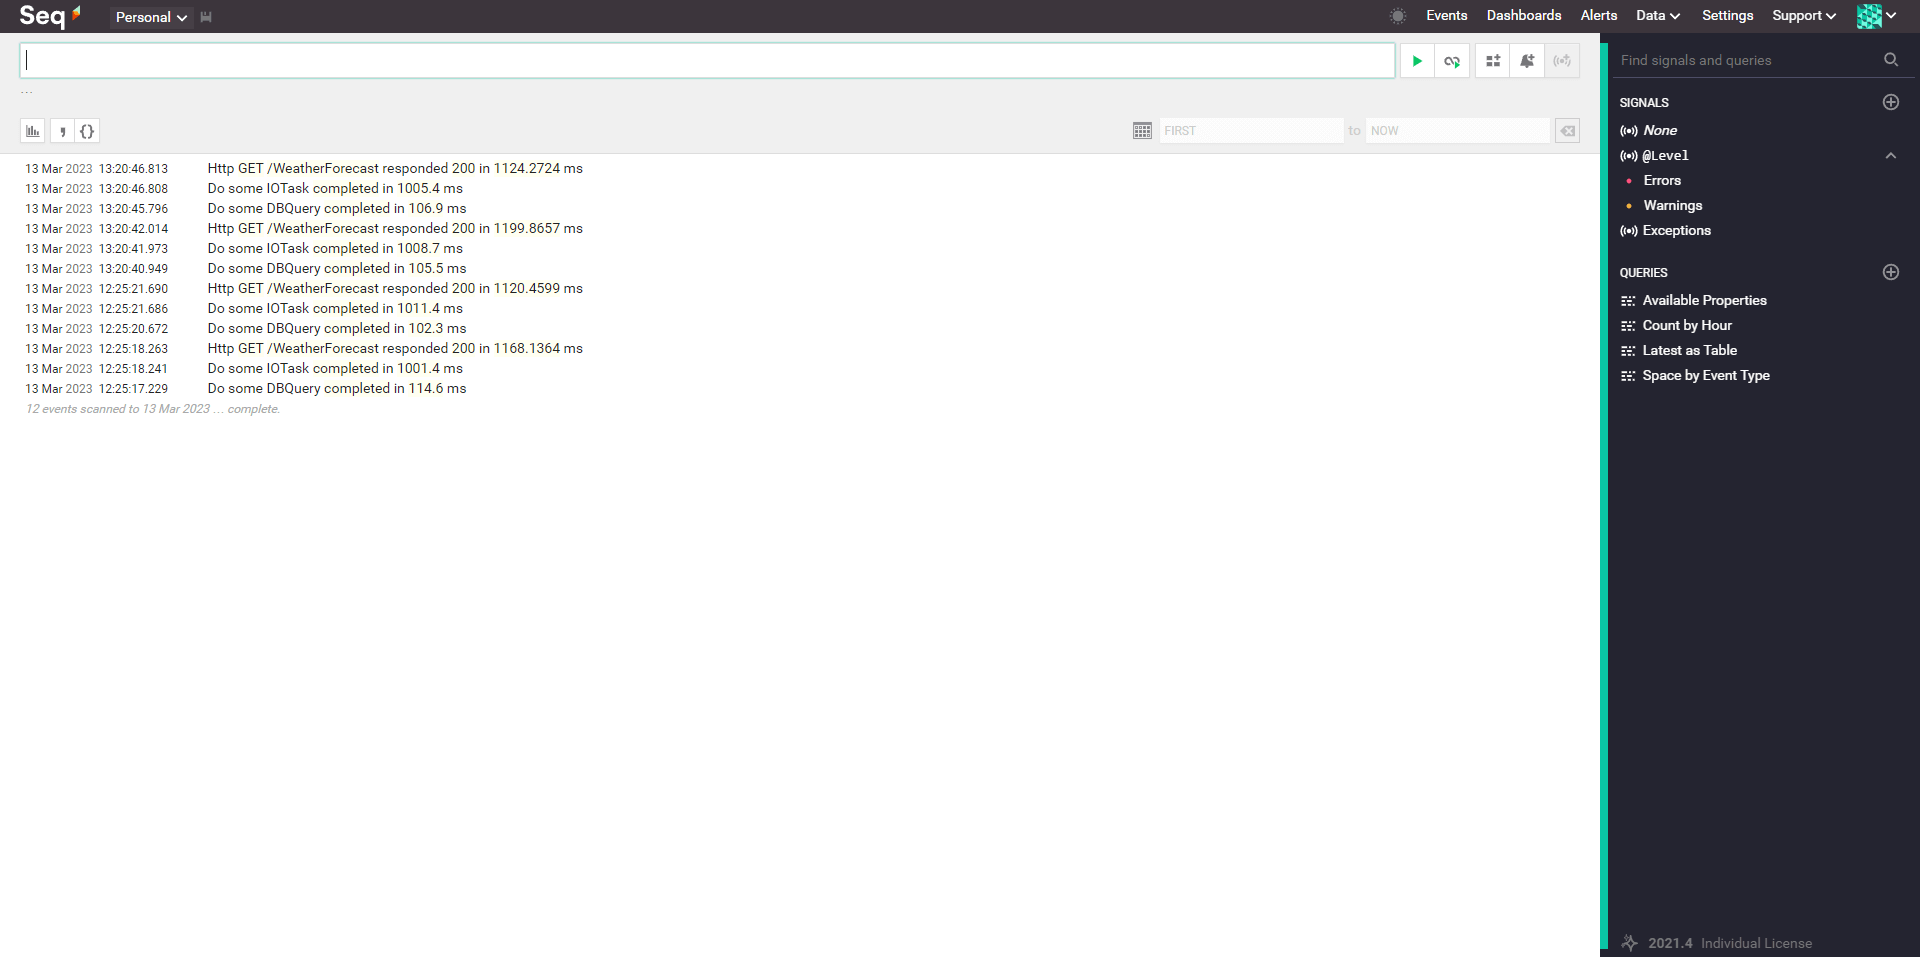 Seq Personal Events Dashboards Alerts Data Settings Support
...
FIRST to NOW
13 Mar 2023 13:20:46.813 Http GET /WeatherForecast responded 200 in 1124.2724 ms
13 Mar 2023 13:20:46.808 Do some IOTask completed in 1005.4 ms
13 Mar 2023 13:20:45.796 Do some DBQuery completed in 106.9 ms
13 Mar 2023 13:20:42.014 Http GET /WeatherForecast responded 200 in 1199.8657 ms
13 Mar 2023 13:20:41.973 Do some IOTask completed in 1008.7 ms
13 Mar 2023 13:20:40.949 Do some DBQuery completed in 105.5 ms
13 Mar 2023 12:25:21.690 Http GET /WeatherForecast responded 200 in 1120.4599 ms
13 Mar 2023 12:25:21.686 Do some IOTask completed in 1011.4 ms
13 Mar 2023 12:25:20.672 Do some DBQuery completed in 102.3 ms
13 Mar 2023 12:25:18.263 Http GET /WeatherForecast responded 200 in 1168.1364 ms
13 Mar 2023 12:25:18.241 Do some IOTask completed in 1001.4 ms
13 Mar 2023 12:25:17.229 Do some DBQuery completed in 114.6 ms
12 events scanned to 13 Mar 2023 ... complete.
Find signals and queries
SIGNALS
None
@Level
Errors
Warnings
Exceptions
QUERIES
Available Properties
Count by Hour
Latest as Table
Space by Event Type
2021.4 Individual License